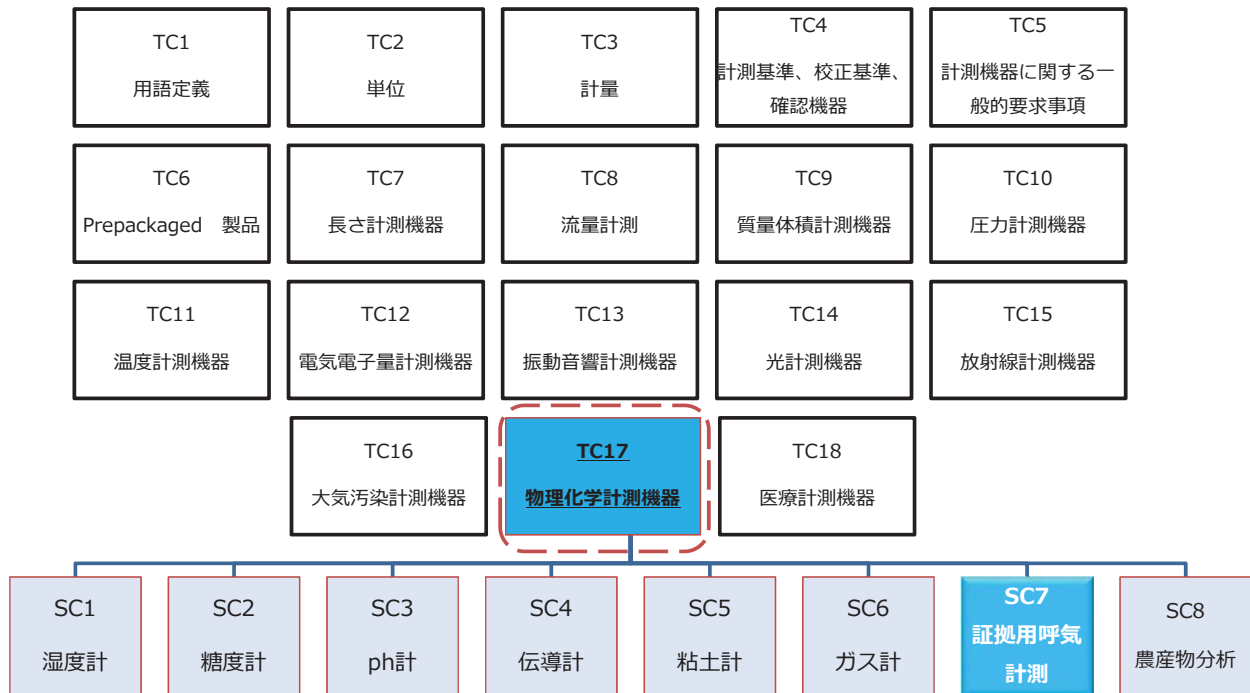 TC1
用語定義
TC2
単位
TC3
計量
TC4
計測基準、校正基準、
確認機器
TC5
計測機器に関する一
般的要求事項
TC6
Prepackaged　製品
TC7
長さ計測機器
TC8
流量計測
TC9
質量体積計測機器
TC10
圧力計測機器
TC11
温度計測機器
TC12
電気電子量計測機器
TC13
振動音響計測機器
TC14
光計測機器
TC15
放射線計測機器
TC16
大気汚染計測機器
TC17
物理化学計測機器
TC18
医療計測機器
SC1
湿度計
SC2
糖度計
SC3
ph計
SC4
伝導計
SC5
粘土計
SC6
ガス計
SC7
証拠用呼気
計測
SC8
農産物分析